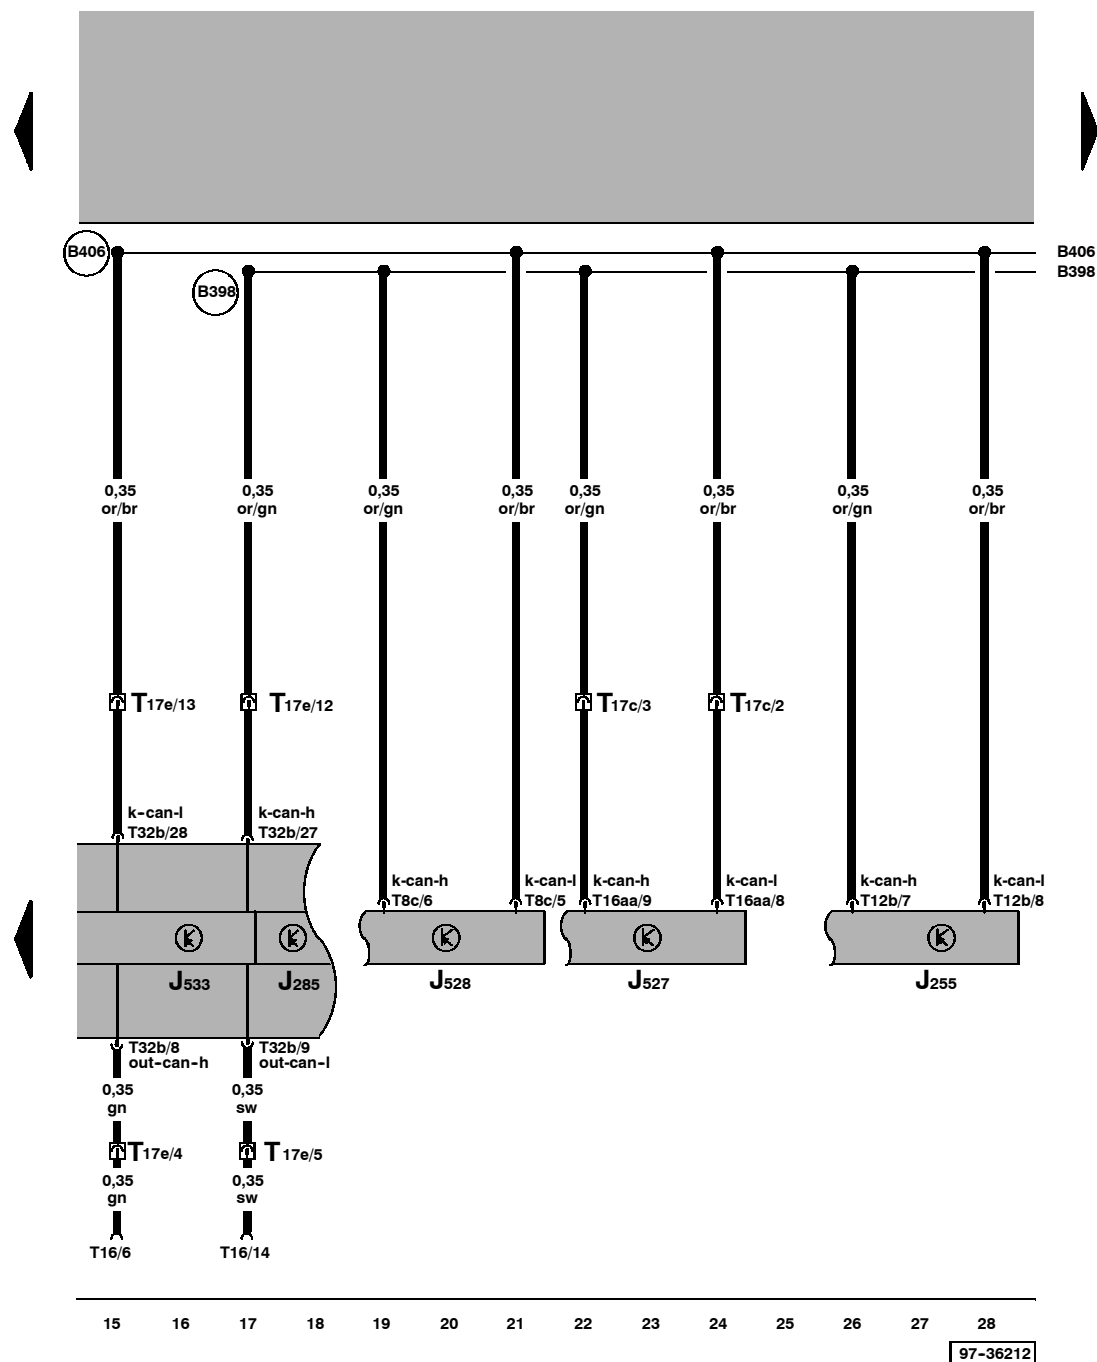 B406 B406
B398 B398
0,35 0,35 0,35 0,35 0,35 0,35 0,35 0,35
or/br or/gn or/gn or/br or/gn or/br or/gn or/br
T17e/13 T17e/12 T17c/3 T17c/2
k-can-l k-can-h
T32b/28 T32b/27
k-can-h k-can-l k-can-h k-can-l k-can-h k-can-l
T8c/6 T8c/5 T16aa/9 T16aa/8 T12b/7 T12b/8
J533 J285 J528 J527 J255
T32b/8 T32b/9
out-can-h out-can-l
0,35 0,35
gn sw
T17e/4 T17e/5
0,35 0,35
gn sw
T16/6 T16/14
15 16 17 18 19 20 21 22 23 24 25 26 27 28
97-36212